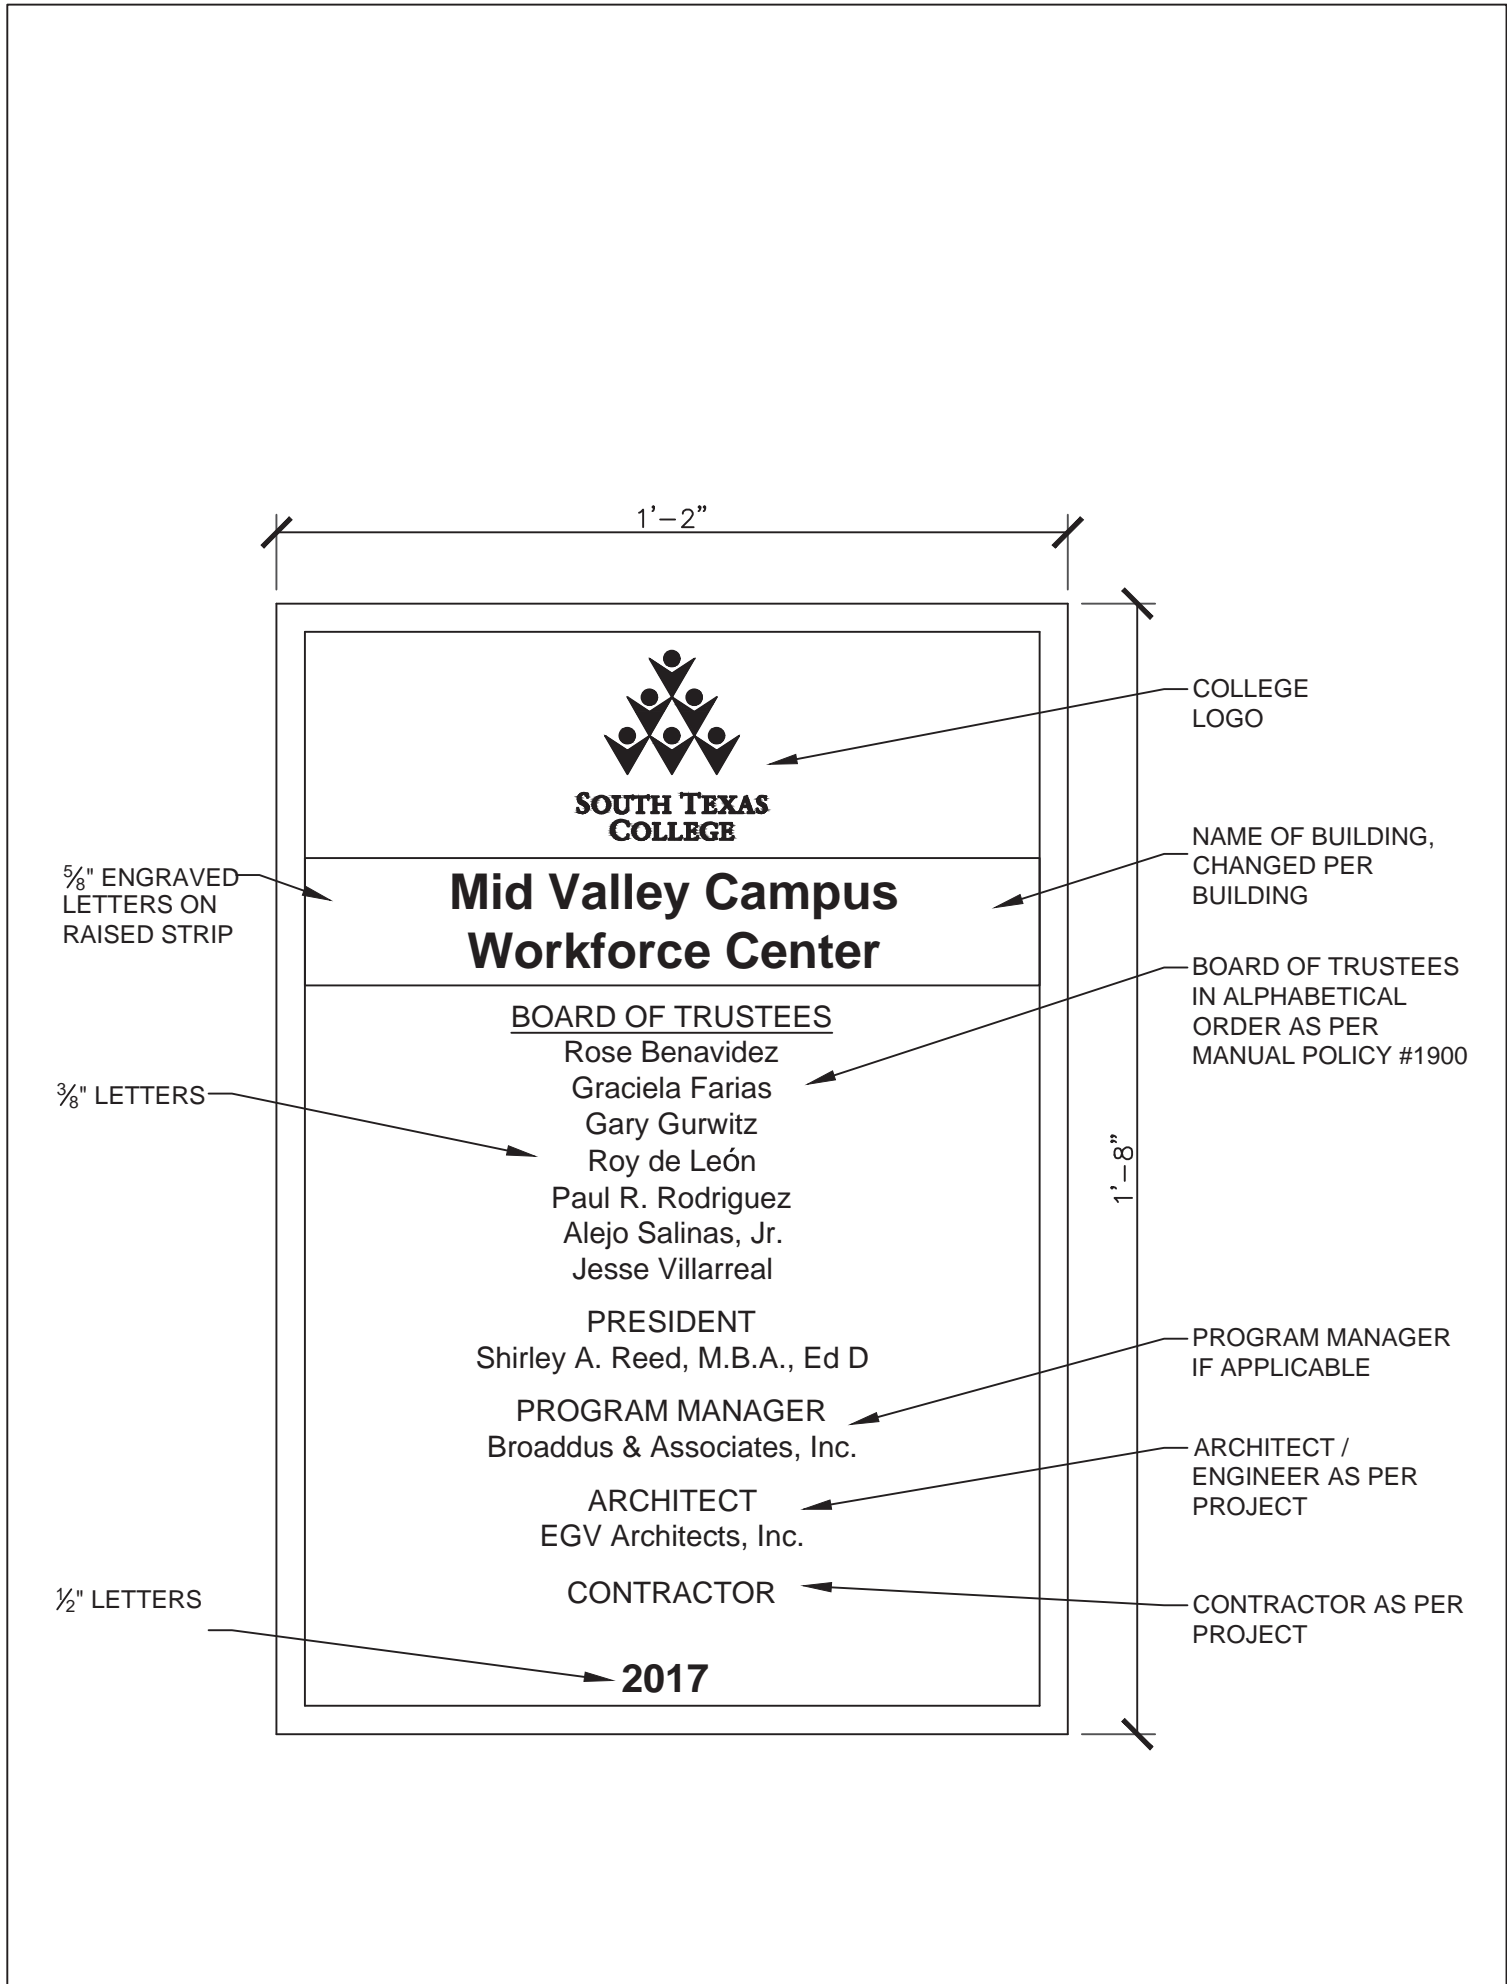 1'-2"
SOUTH TEXAS
COLLEGE
COLLEGE
LOGO
Mid Valley Campus
Workforce Center
⅝" ENGRAVED
LETTERS ON
RAISED STRIP
NAME OF BUILDING,
CHANGED PER
BUILDING
BOARD OF TRUSTEES
Rose Benavidez
Graciela Farias
Gary Gurwitz
Roy de León
Paul R. Rodriguez
Alejo Salinas, Jr.
Jesse Villarreal
BOARD OF TRUSTEES
IN ALPHABETICAL
ORDER AS PER
MANUAL POLICY #1900
⅜" LETTERS
1'-8"
PRESIDENT
Shirley A. Reed, M.B.A., Ed D
PROGRAM MANAGER
Broaddus & Associates, Inc.
PROGRAM MANAGER
IF APPLICABLE
ARCHITECT
EGV Architects, Inc.
ARCHITECT /
ENGINEER AS PER
PROJECT
CONTRACTOR
CONTRACTOR AS PER
PROJECT
½" LETTERS
2017